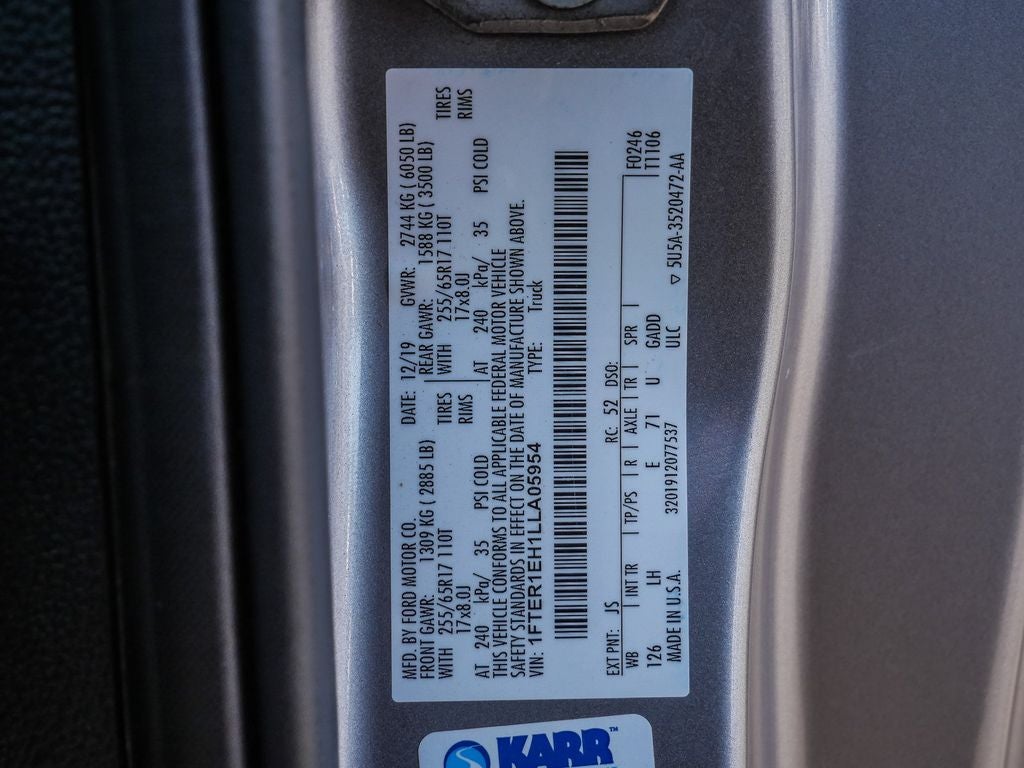 MFD. BY FORD MOTOR CO.
DATE: 12/19
GVWR: 2744 KG ( 6050 LB)
FRONT GAWR: 1309 KG ( 2885 LB)
REAR GAWR: 1588 KG ( 3500 LB)
WITH 255/65R17 110T TIRES
WITH 255/65R17 110T TIRES
17x8.0J RIMS
17x8.0J RIMS
AT 240 kPa/ 35 PSI COLD
AT 240 kPa/ 35 PSI COLD
THIS VEHICLE CONFORMS TO ALL APPLICABLE FEDERAL MOTOR VEHICLE
SAFETY STANDARDS IN EFFECT ON THE DATE OF MANUFACTURE SHOWN ABOVE.
VIN: 1FTER1EH1LLA05954 TYPE: Truck
EXT PNT: JS RC: 52 DSO: F0246
WB INT TR TP/PS R AXLE TR SPR T1106
126 LH E 71 U GADD
MADE IN U.S.A. 3201912077537 ULC ▽ 5U5A-3520472-AA
KARR™